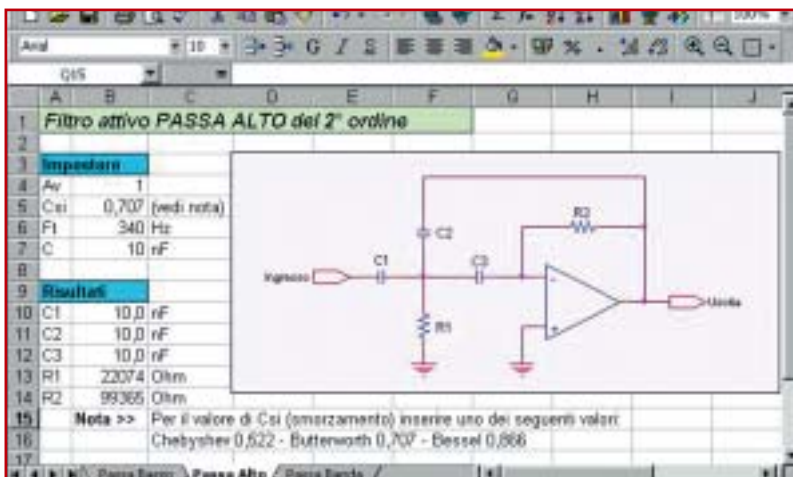 Arial 10 G I S % .
Q15 =
A B C D E F G H I J
1 Filtro attivo PASSA ALTO del 2° ordine
2
3 Impostare
4 Av 1
5 Csi 0,707 (vedi nota)
6 Ft 340 Hz
7 C 10 nF
8
9 Risultati
10 C1 10,0 nF
11 C2 10,0 nF
12 C3 10,0 nF
13 R1 22074 Ohm
14 R2 99365 Ohm
15 Nota >> Per il valore di Csi (smorzamento) inserire uno dei seguenti valori:
16 Chebyshev 0,522 - Butterworth 0,707 - Bessel 0,866
17
Ingresso C1 C2 C3 R1 R2 - + Uscita
Passa Basso Passa Alto Passa Banda